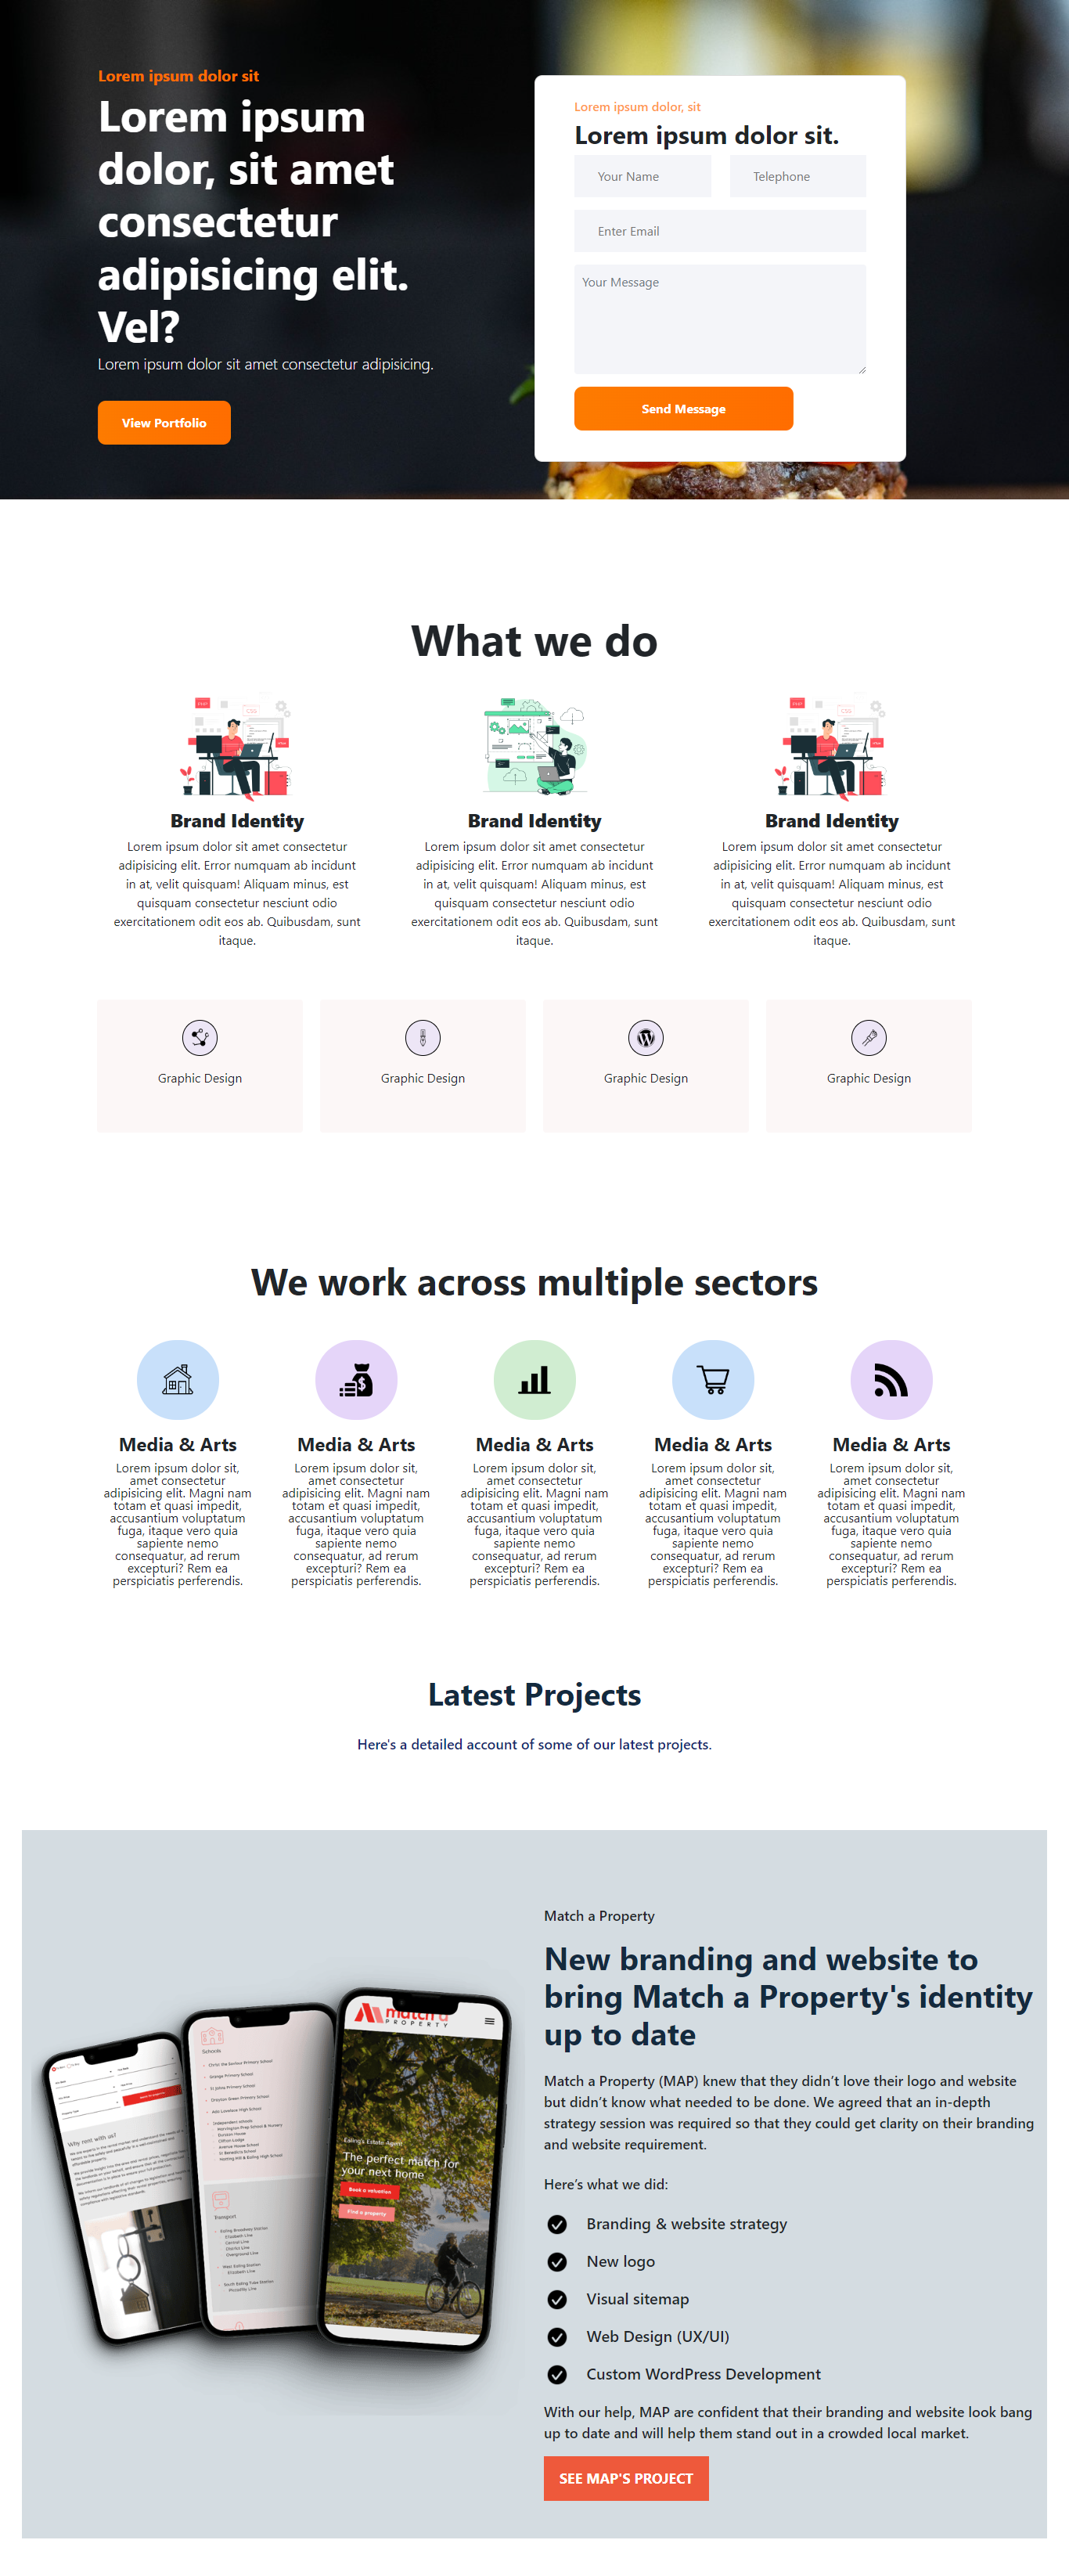 Lorem ipsum dolor sit
Lorem ipsum
dolor, sit amet
consectetur
adipisicing elit.
Vel?
Lorem ipsum dolor sit amet consectetur adipisicing.
View Portfolio
Lorem ipsum dolor, sit
Lorem ipsum dolor sit.
Your Name
Telephone
Enter Email
Your Message
Send Message
What we do
Brand Identity
Lorem ipsum dolor sit amet consectetur
adipisicing elit. Error numquam ab incidunt
in at, velit quisquam! Aliquam minus, est
quisquam consectetur nesciunt odio
exercitationem odit eos ab. Quibusdam, sunt
itaque.
Brand Identity
Lorem ipsum dolor sit amet consectetur
adipisicing elit. Error numquam ab incidunt
in at, velit quisquam! Aliquam minus, est
quisquam consectetur nesciunt odio
exercitationem odit eos ab. Quibusdam, sunt
itaque.
Brand Identity
Lorem ipsum dolor sit amet consectetur
adipisicing elit. Error numquam ab incidunt
in at, velit quisquam! Aliquam minus, est
quisquam consectetur nesciunt odio
exercitationem odit eos ab. Quibusdam, sunt
itaque.
Graphic Design
Graphic Design
Graphic Design
Graphic Design
We work across multiple sectors
Media & Arts
Lorem ipsum dolor sit,
amet consectetur
adipisicing elit. Magni nam
totam et quasi impedit,
accusantium voluptatum
fuga, itaque vero quia
sapiente nemo
consequatur, ad rerum
excepturi? Rem ea
perspiciatis perferendis.
Media & Arts
Lorem ipsum dolor sit,
amet consectetur
adipisicing elit. Magni nam
totam et quasi impedit,
accusantium voluptatum
fuga, itaque vero quia
sapiente nemo
consequatur, ad rerum
excepturi? Rem ea
perspiciatis perferendis.
Media & Arts
Lorem ipsum dolor sit,
amet consectetur
adipisicing elit. Magni nam
totam et quasi impedit,
accusantium voluptatum
fuga, itaque vero quia
sapiente nemo
consequatur, ad rerum
excepturi? Rem ea
perspiciatis perferendis.
Media & Arts
Lorem ipsum dolor sit,
amet consectetur
adipisicing elit. Magni nam
totam et quasi impedit,
accusantium voluptatum
fuga, itaque vero quia
sapiente nemo
consequatur, ad rerum
excepturi? Rem ea
perspiciatis perferendis.
Media & Arts
Lorem ipsum dolor sit,
amet consectetur
adipisicing elit. Magni nam
totam et quasi impedit,
accusantium voluptatum
fuga, itaque vero quia
sapiente nemo
consequatur, ad rerum
excepturi? Rem ea
perspiciatis perferendis.
Latest Projects
Here's a detailed account of some of our latest projects.
Why rent with us?
Schools
Transport
match a
PROPERTY
Ealing's Estate Agent
The perfect match for
your next home
Book a valuation
Find a property
Match a Property
New branding and website to
bring Match a Property's identity
up to date
Match a Property (MAP) knew that they didn’t love their logo and website
but didn’t know what needed to be done. We agreed that an in-depth
strategy session was required so that they could get clarity on their branding
and website requirement.
Here’s what we did:
Branding & website strategy
New logo
Visual sitemap
Web Design (UX/UI)
Custom WordPress Development
With our help, MAP are confident that their branding and website look bang
up to date and will help them stand out in a crowded local market.
SEE MAP'S PROJECT